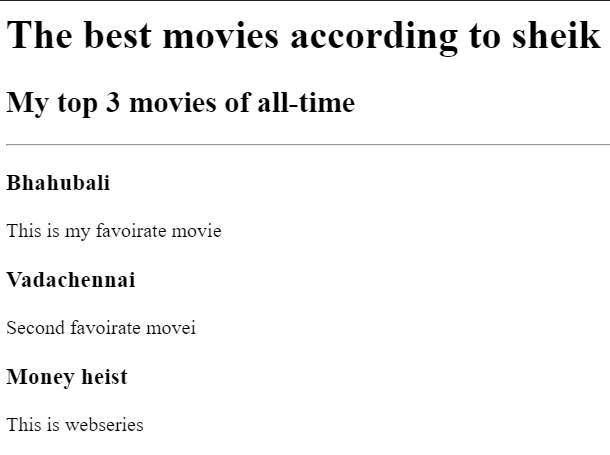 The best movies according to sheik
My top 3 movies of all-time
Bhahubali
This is my favoirate movie
Vadachennai
Second favoirate movei
Money heist
This is webseries